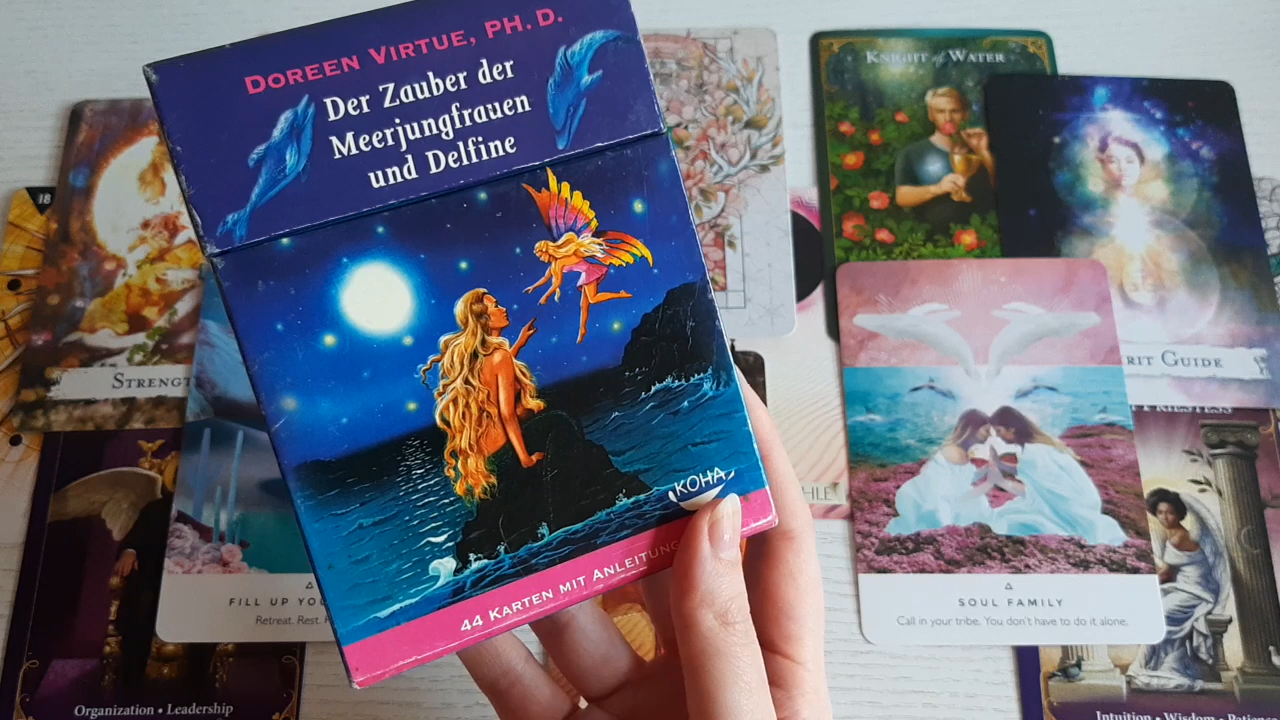 DOREEN VIRTUE, PH. D.
Der Zauber der
Meerjungfrauen
und Delfine
KOHA
44 KARTEN MIT ANLEITUNG
18
STRENGT
FILL UP YOU
Retreat. Rest.
Organization • Leadership
KNIGHT of WATER
RIT GUIDE
SOUL FAMILY
Call in your tribe. You don't have to do it alone.
PRIESTESS
Intuition • Wisdom • Patience